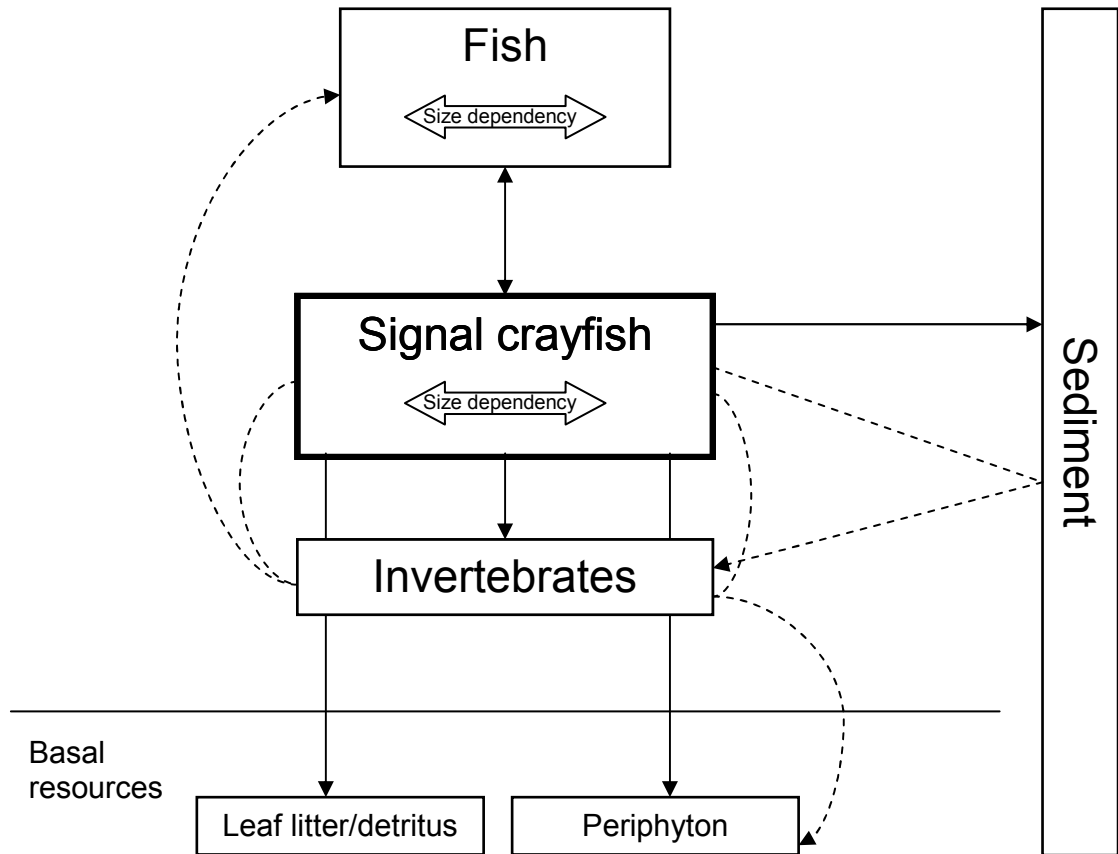 Fish
Size dependency
Signal crayfish
Size dependency
Sediment
Invertebrates
Basal
resources
Leaf litter/detritus
Periphyton